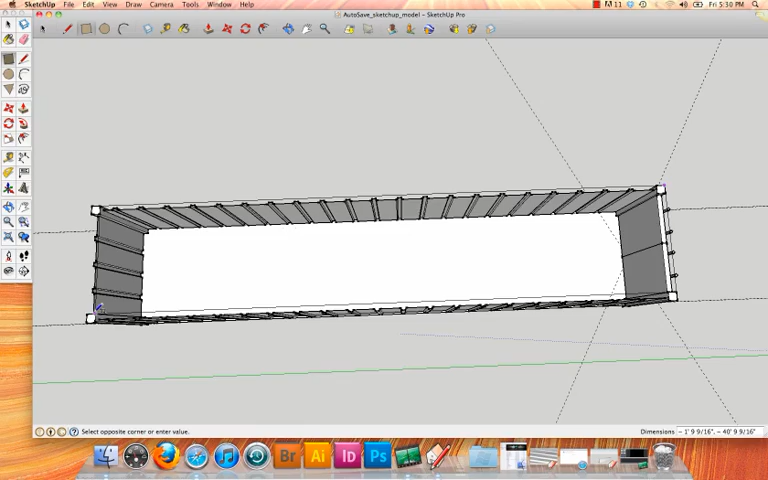 SketchUp File Edit View Draw Camera Tools Window Help
11 Fri 5:30 PM
AutoSave_sketchup_model - SketchUp Pro
Select opposite corner or enter value.
Dimensions ~ 1' 9 9/16", ~ 40' 9 9/16"
Br Ai Id Ps